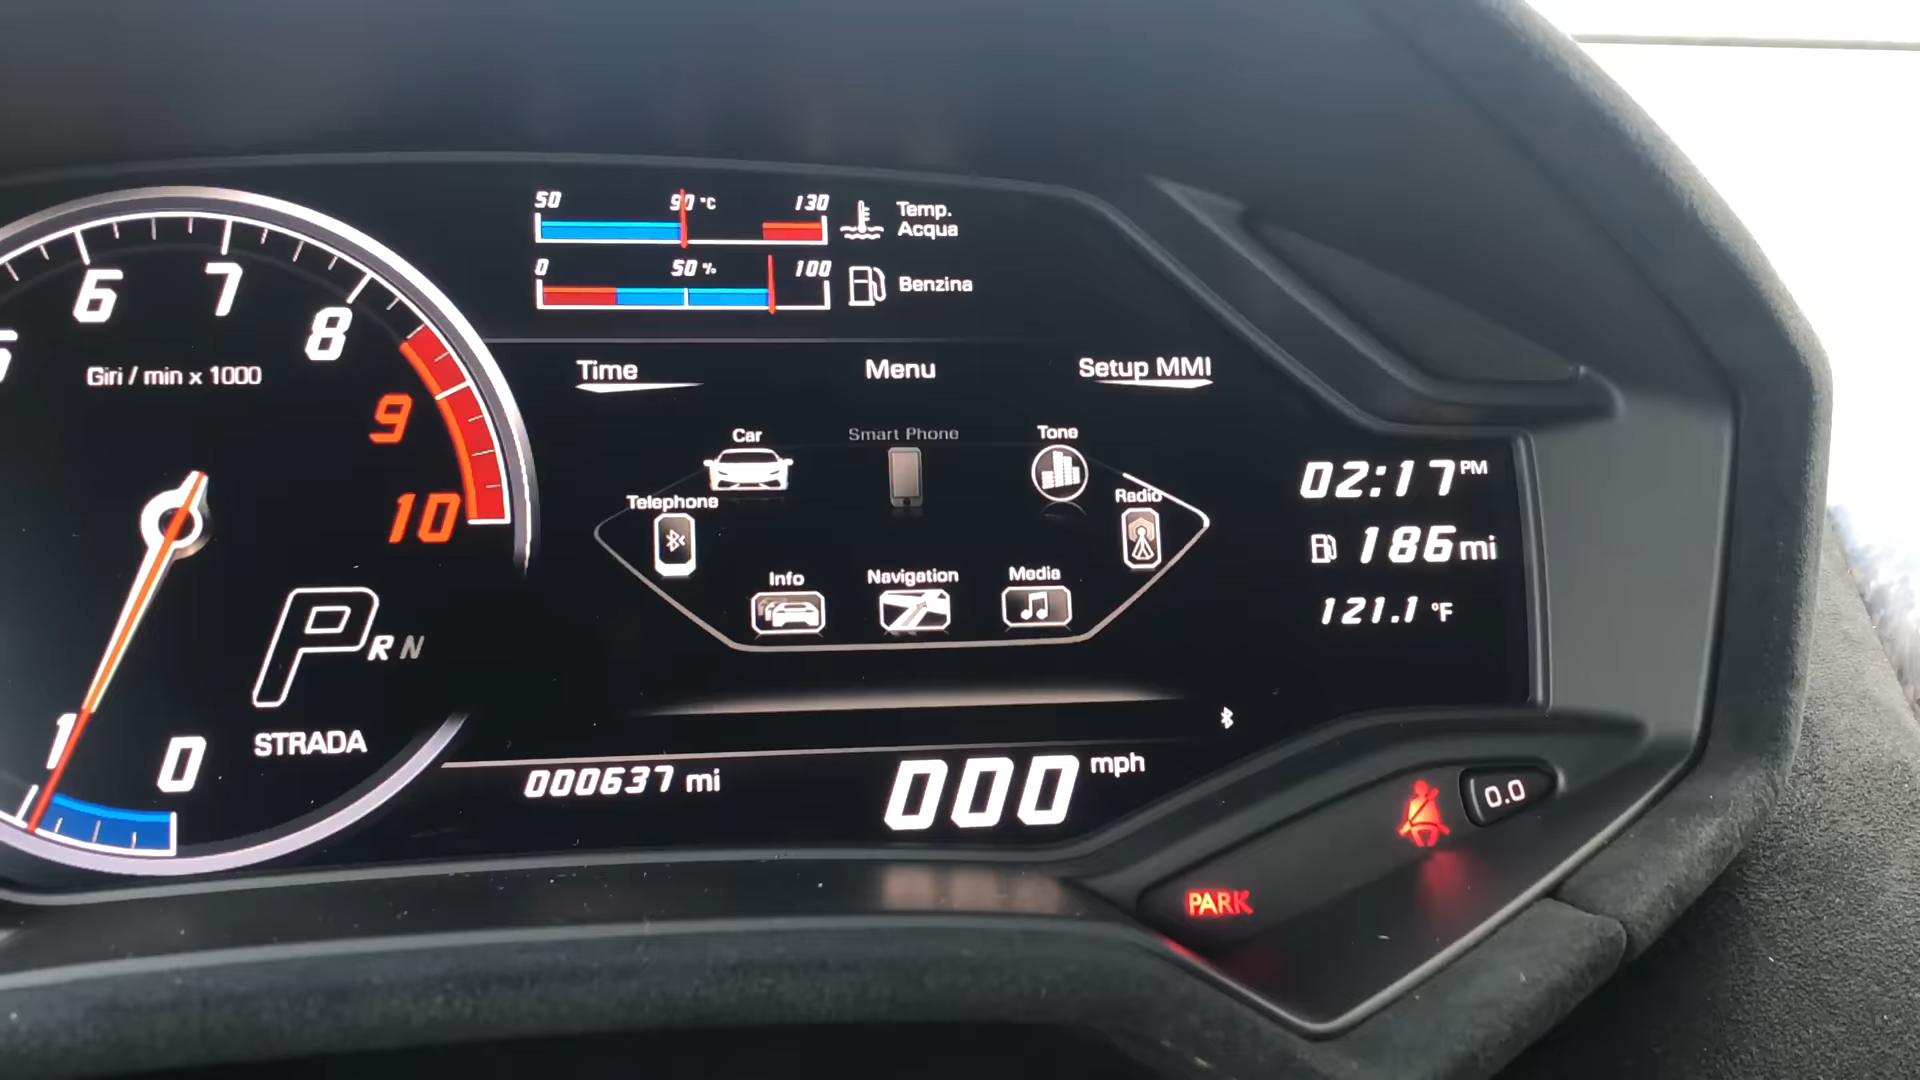 50 90 °C 130
Temp.
Acqua
0 50 % 100
Benzina
6 7 8 9 10
Giri / min x 1000
1 0
P R N
STRADA
Time Menu Setup MMI
Car Smart Phone Tone
Telephone Radio
Info Navigation Media
02:17 PM
186 mi
121.1 °F
000637 mi
000 mph
0.0
PARK